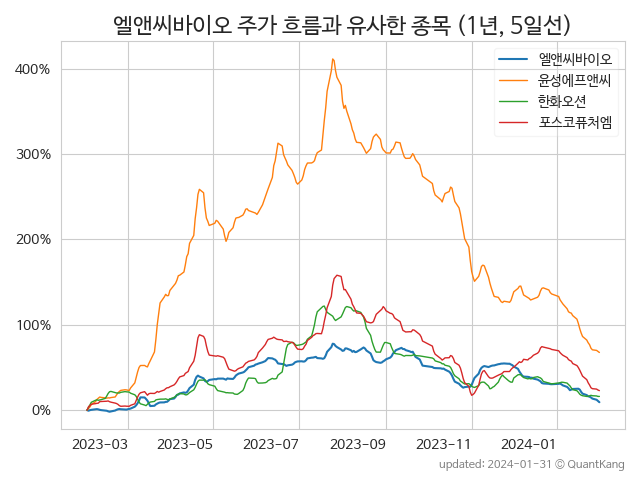 엘앤씨바이오 주가 흐름과 유사한 종목 (1년, 5일선)
엘앤씨바이오
윤성에프앤씨
한화오션
포스코퓨처엠
400%
300%
200%
100%
0%
2023-03 2023-05 2023-07 2023-09 2023-11 2024-01
updated: 2024-01-31 © QuantKang